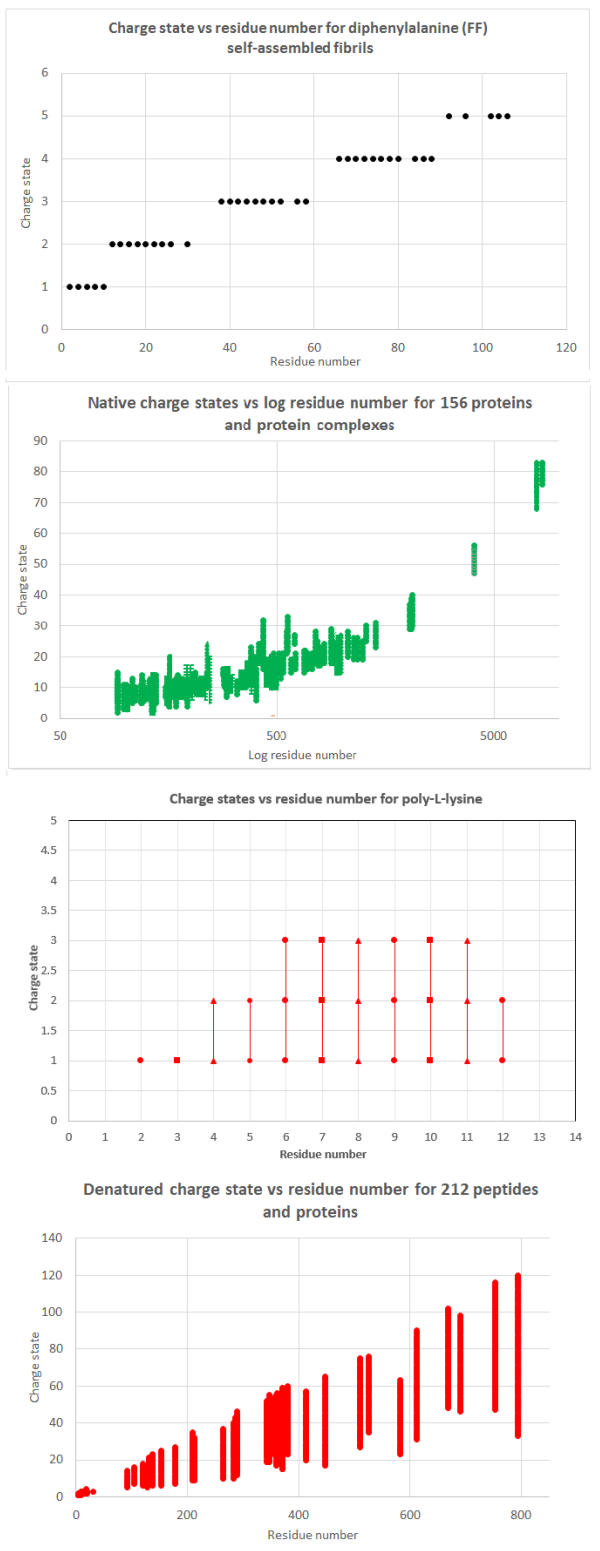 Charge state vs residue number for diphenylalanine (FF)
self-assembled fibrils
6
5
4
3
2
1
0
Charge state
0 20 40 60 80 100 120
Residue number
Native charge states vs log residue number for 156 proteins
and protein complexes
90
80
70
60
50
40
30
20
10
0
Charge state
50 500 5000
Log residue number
Charge states vs residue number for poly-L-lysine
5
4.5
4
3.5
3
2.5
2
1.5
1
0.5
0
Charge state
0 1 2 3 4 5 6 7 8 9 10 11 12 13 14
Residue number
Denatured charge state vs residue number for 212 peptides
and proteins
140
120
100
80
60
40
20
0
Charge state
0 200 400 600 800
Residue number